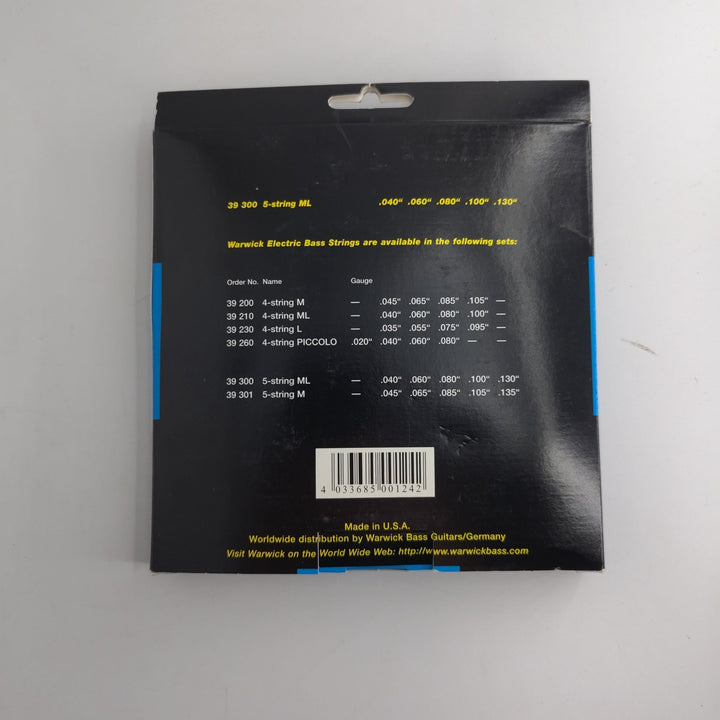 39 300 5-string ML .040“ .060“ .080“ .100“ .130“
Warwick Electric Bass Strings are available in the following sets:
Order No. Name Gauge
39 200 4-string M — .045“ .065“ .085“ .105“ —
39 210 4-string ML — .040“ .060“ .080“ .100“ —
39 230 4-string L — .035“ .055“ .075“ .095“ —
39 260 4-string PICCOLO .020“ .040“ .060“ .080“ — —
39 300 5-string ML — .040“ .060“ .080“ .100“ .130“
39 301 5-string M — .045“ .065“ .085“ .105“ .135“
4 033685 001242
Made in U.S.A.
Worldwide distribution by Warwick Bass Guitars/Germany
Visit Warwick on the World Wide Web: http://www.warwickbass.com